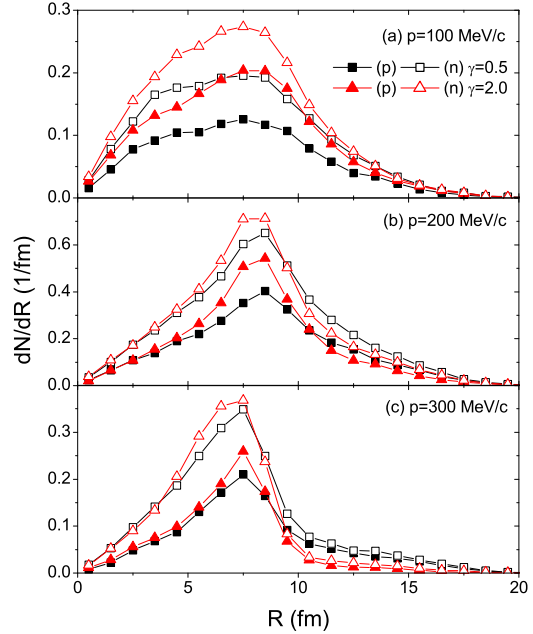 0.3
(a) p=100 MeV/c
(p) (n) γ=0.5
(p) (n) γ=2.0
0.2
0.1
0.0
(b) p=200 MeV/c
0.6
0.4
0.2
0.0
dN/dR (1/fm)
(c) p=300 MeV/c
0.3
0.2
0.1
0.0
0 5 10 15 20
R (fm)